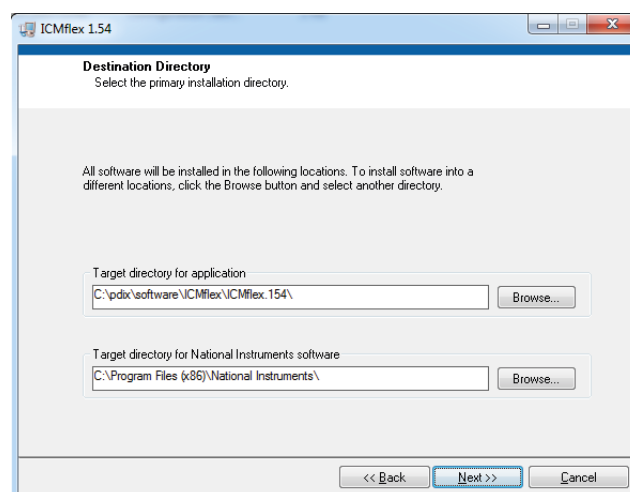 ICMflex 1.54
Destination Directory
Select the primary installation directory.
All software will be installed in the following locations. To install software into a
different locations, click the Browse button and select another directory.
Target directory for application
C:\pdix\software\ICMflex\ICMflex.154\
Browse...
Target directory for National Instruments software
C:\Program Files (x86)\National Instruments\
Browse...
<< Back
Next >>
Cancel